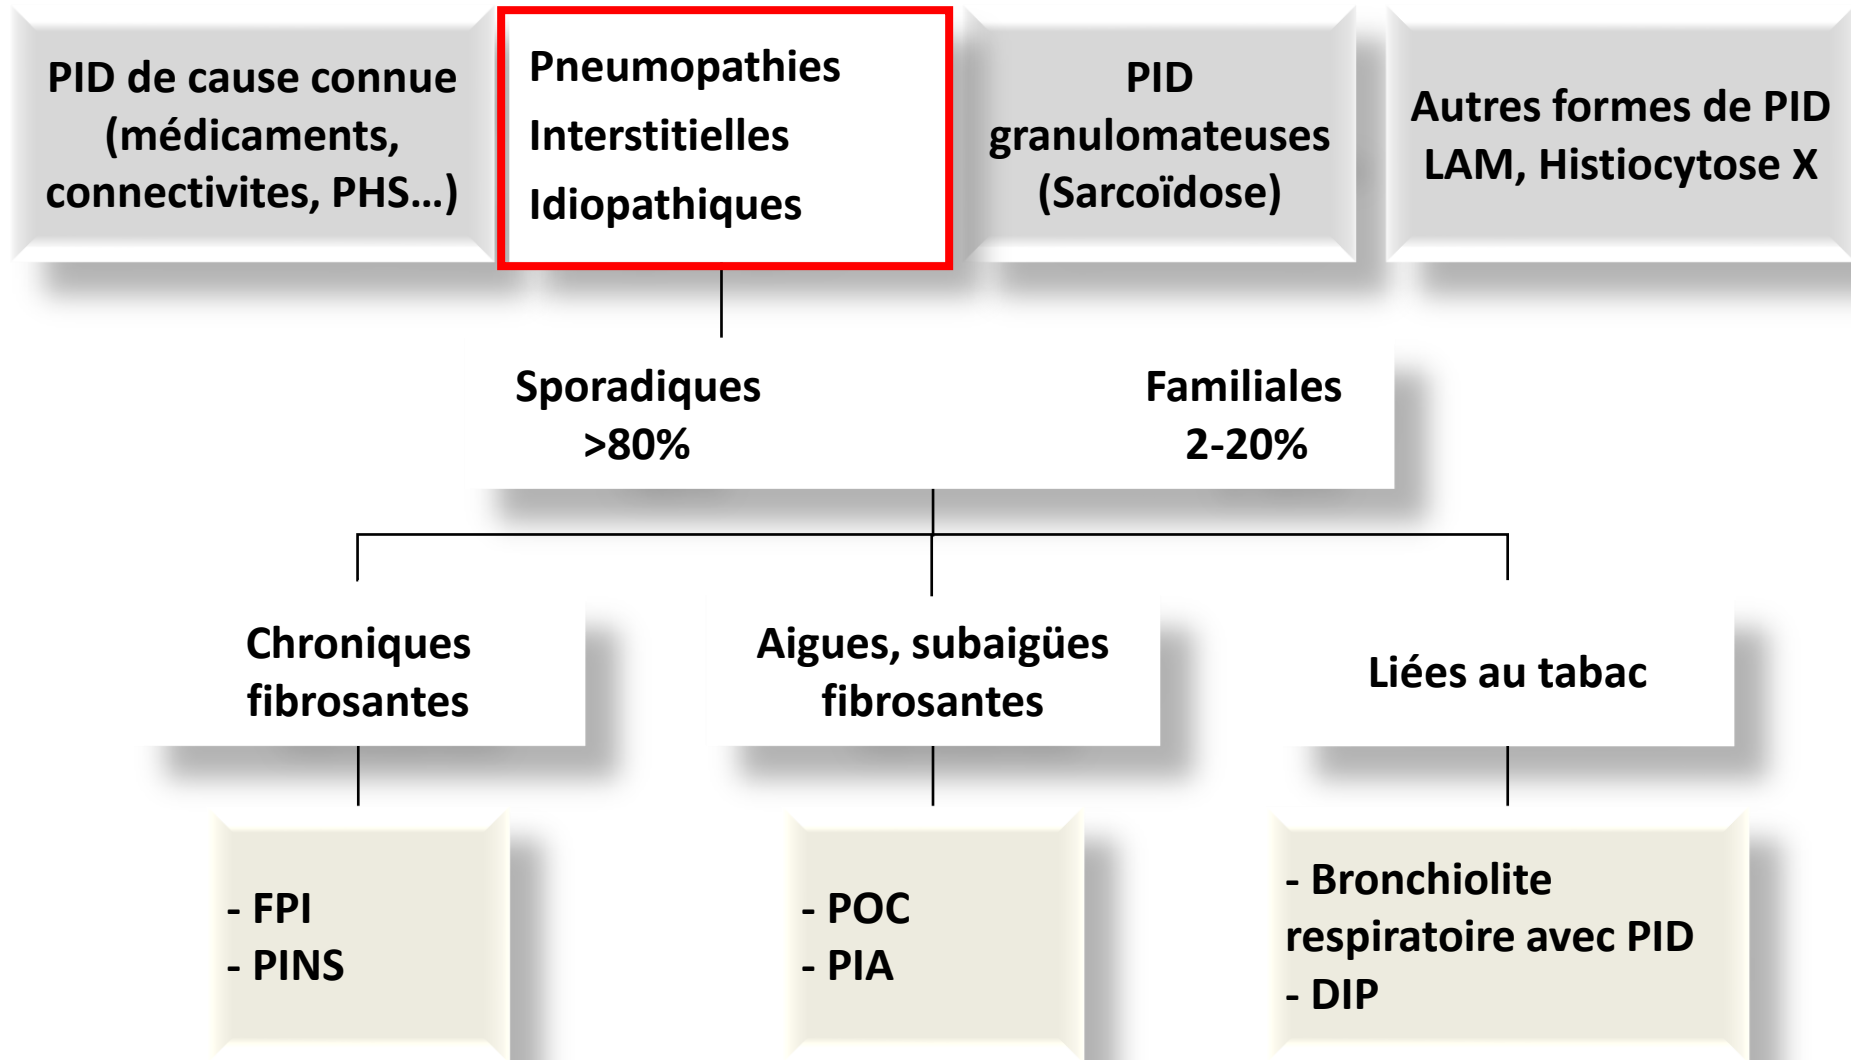 PID de cause connue
(médicaments,
connectivites, PHS...)
Pneumopathies
Interstitielles
Idiopathiques
PID
granulomateuses
(Sarcoïdose)
Autres formes de PID
LAM, Histiocytose X
Sporadiques
>80%
Familiales
2-20%
Chroniques
fibrosantes
Aigues, subaigües
fibrosantes
Liées au tabac
- FPI
- PINS
- POC
- PIA
- Bronchiolite
respiratoire avec PID
- DIP